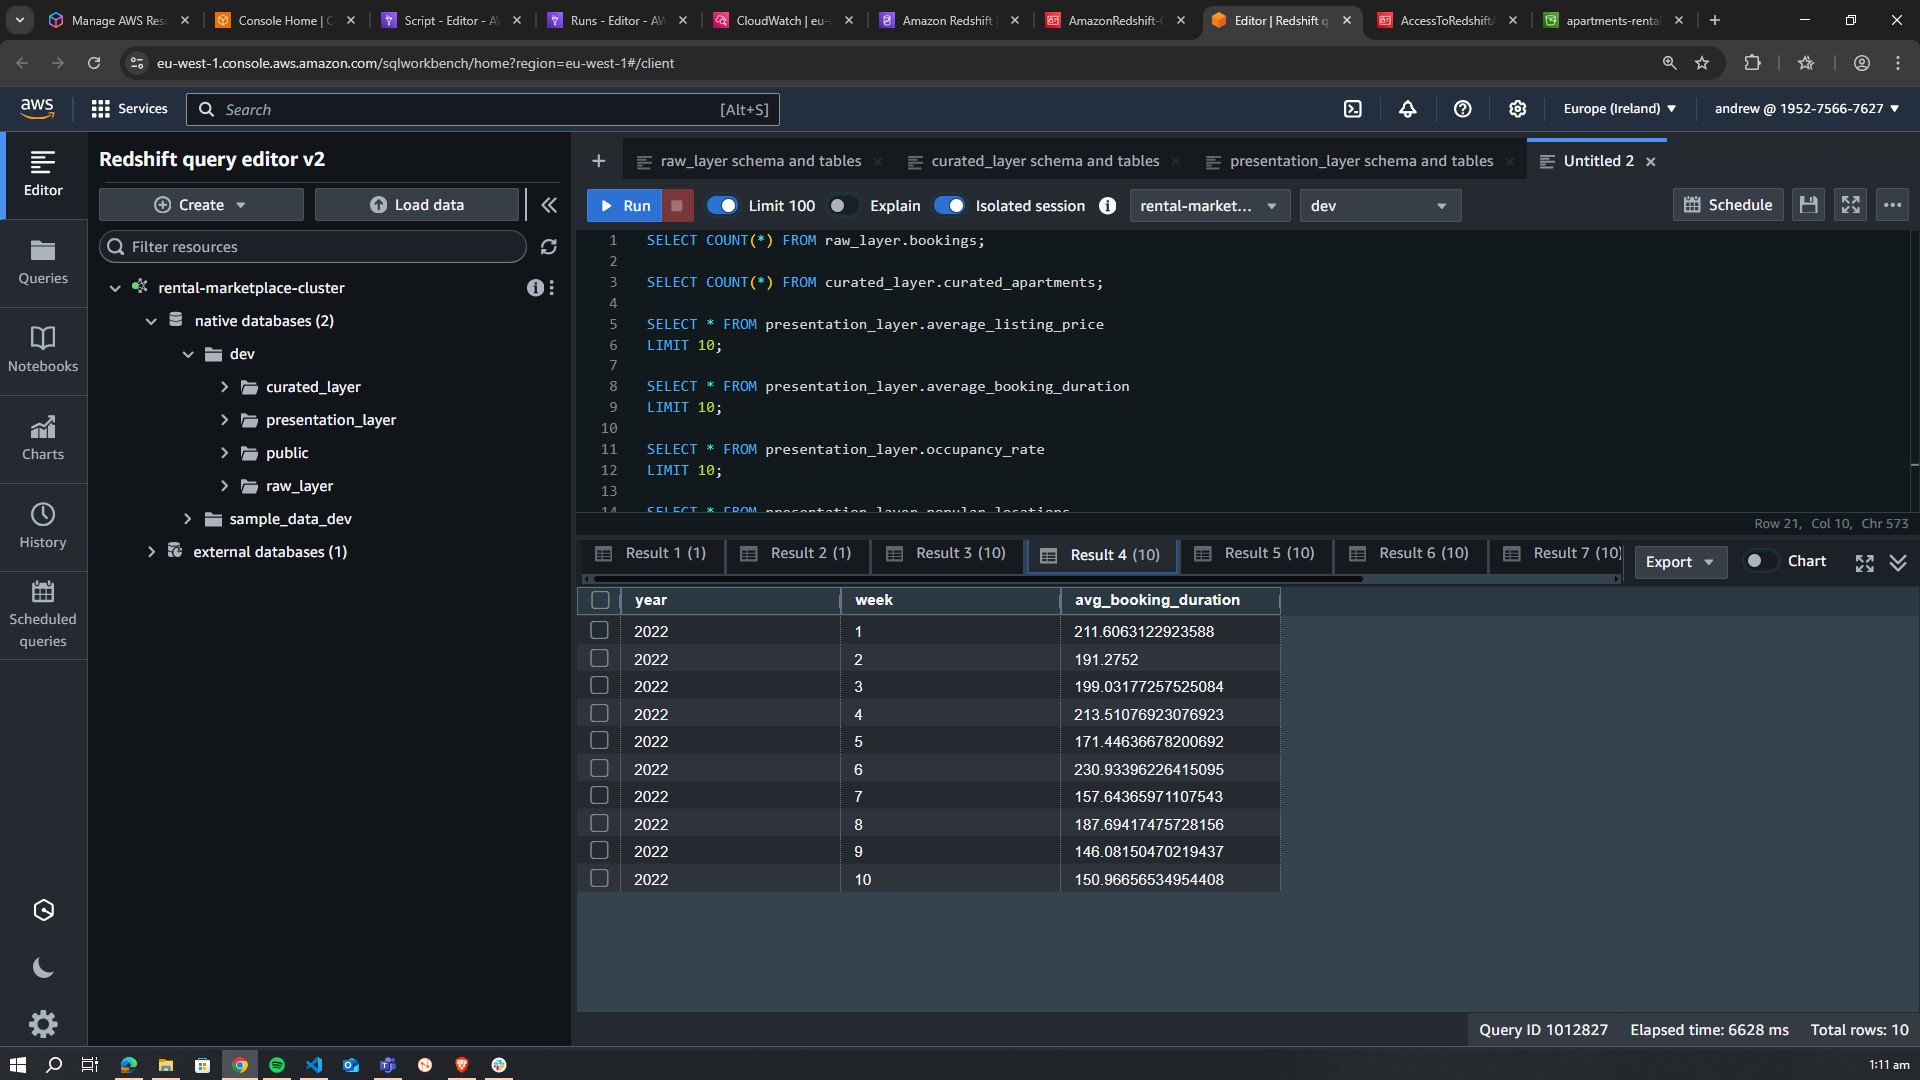 Manage AWS Res
Console Home | C
Script - Editor - A
Runs - Editor - AW
CloudWatch | eu-
Amazon Redshift
AmazonRedshift-
Editor | Redshift q
AccessToRedshift
apartments-renta
eu-west-1.console.aws.amazon.com/sqlworkbench/home?region=eu-west-1#/client
aws
Services
Search
[Alt+S]
Europe (Ireland)
andrew @ 1952-7566-7627
Editor
Queries
Notebooks
Charts
History
Scheduled
queries
Redshift query editor v2
Create
Load data
Filter resources
rental-marketplace-cluster
native databases (2)
dev
curated_layer
presentation_layer
public
raw_layer
sample_data_dev
external databases (1)
raw_layer schema and tables
curated_layer schema and tables
presentation_layer schema and tables
Untitled 2
Run
Limit 100
Explain
Isolated session
rental-market...
dev
Schedule
1 SELECT COUNT(*) FROM raw_layer.bookings;
2
3 SELECT COUNT(*) FROM curated_layer.curated_apartments;
4
5 SELECT * FROM presentation_layer.average_listing_price
6 LIMIT 10;
7
8 SELECT * FROM presentation_layer.average_booking_duration
9 LIMIT 10;
10
11 SELECT * FROM presentation_layer.occupancy_rate
12 LIMIT 10;
13
14 SELECT * FROM presentation_layer.popular_locations
Row 21, Col 10, Chr 573
Result 1 (1)
Result 2 (1)
Result 3 (10)
Result 4 (10)
Result 5 (10)
Result 6 (10)
Result 7 (10)
Export
Chart
year week avg_booking_duration
2022 1 211.6063122923588
2022 2 191.2752
2022 3 199.03177257525084
2022 4 213.51076923076923
2022 5 171.44636678200692
2022 6 230.93396226415095
2022 7 157.64365971107543
2022 8 187.69417475728156
2022 9 146.08150470219437
2022 10 150.96656534954408
Query ID 1012827 Elapsed time: 6628 ms Total rows: 10
1:11 am